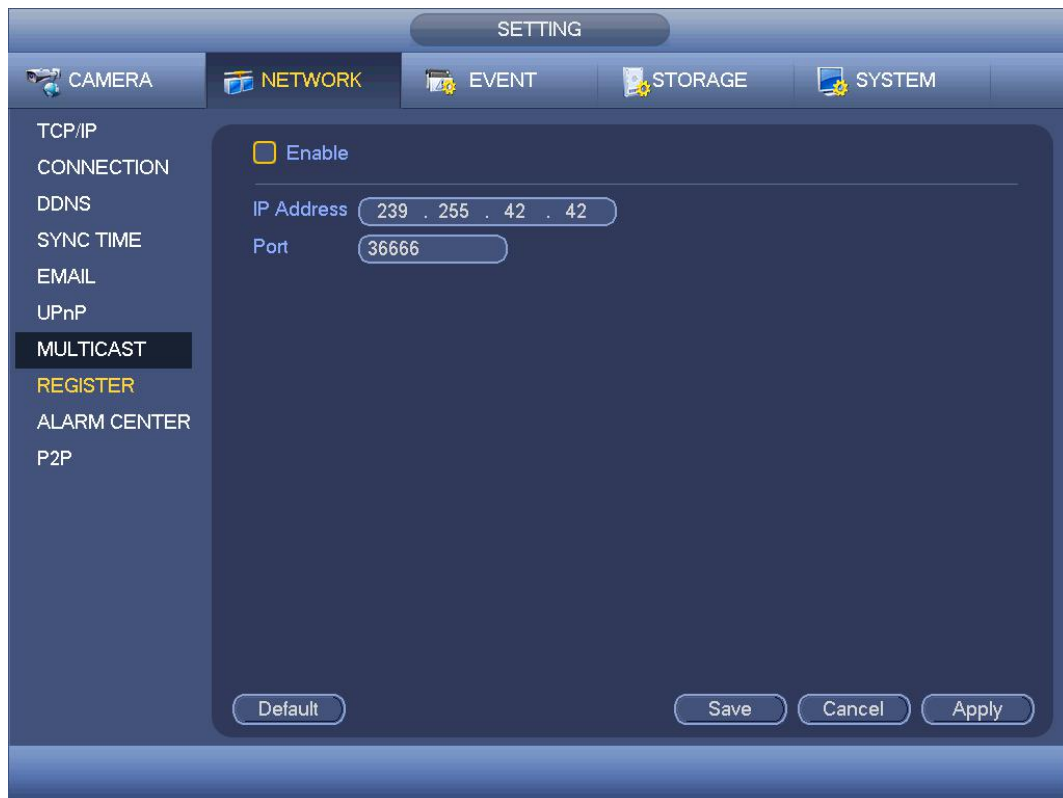 SETTING
CAMERA NETWORK EVENT STORAGE SYSTEM
TCP/IP
CONNECTION
DDNS
SYNC TIME
EMAIL
UPnP
MULTICAST
REGISTER
ALARM CENTER
P2P
Enable
IP Address 239 . 255 . 42 . 42
Port 36666
Default Save Cancel Apply